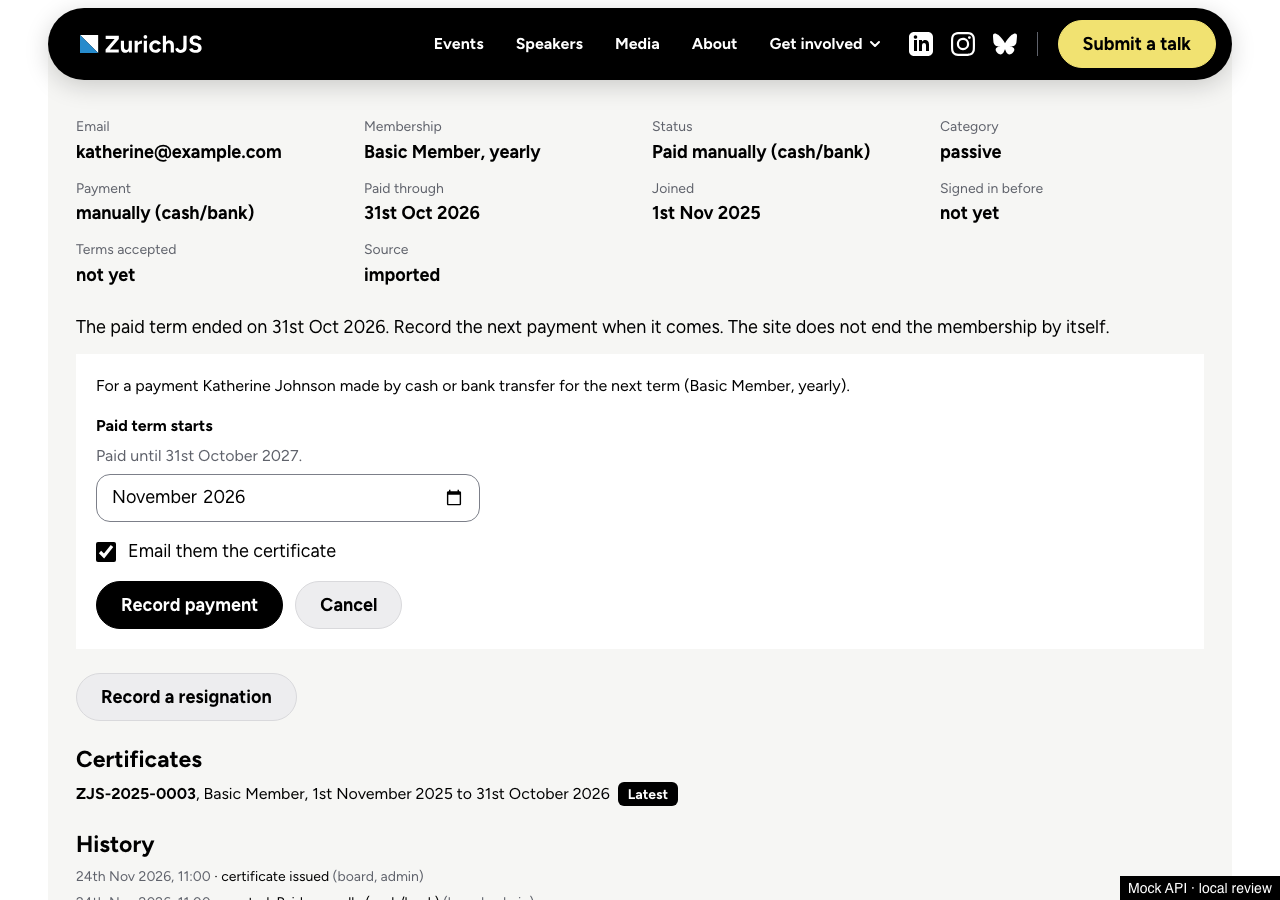 ZurichJS Events Speakers Media About Get involved Submit a talk
Email Membership Status Category
katherine@example.com Basic Member, yearly Paid manually (cash/bank) passive
Payment Paid through Joined Signed in before
manually (cash/bank) 31st Oct 2026 1st Nov 2025 not yet
Terms accepted Source
not yet imported
The paid term ended on 31st Oct 2026. Record the next payment when it comes. The site does not end the membership by itself.
For a payment Katherine Johnson made by cash or bank transfer for the next term (Basic Member, yearly).
Paid term starts
Paid until 31st October 2027.
November 2026
Email them the certificate
Record payment Cancel
Record a resignation
Certificates
ZJS-2025-0003, Basic Member, 1st November 2025 to 31st October 2026 Latest
History
24th Nov 2026, 11:00 · certificate issued (board, admin)
Mock API · local review